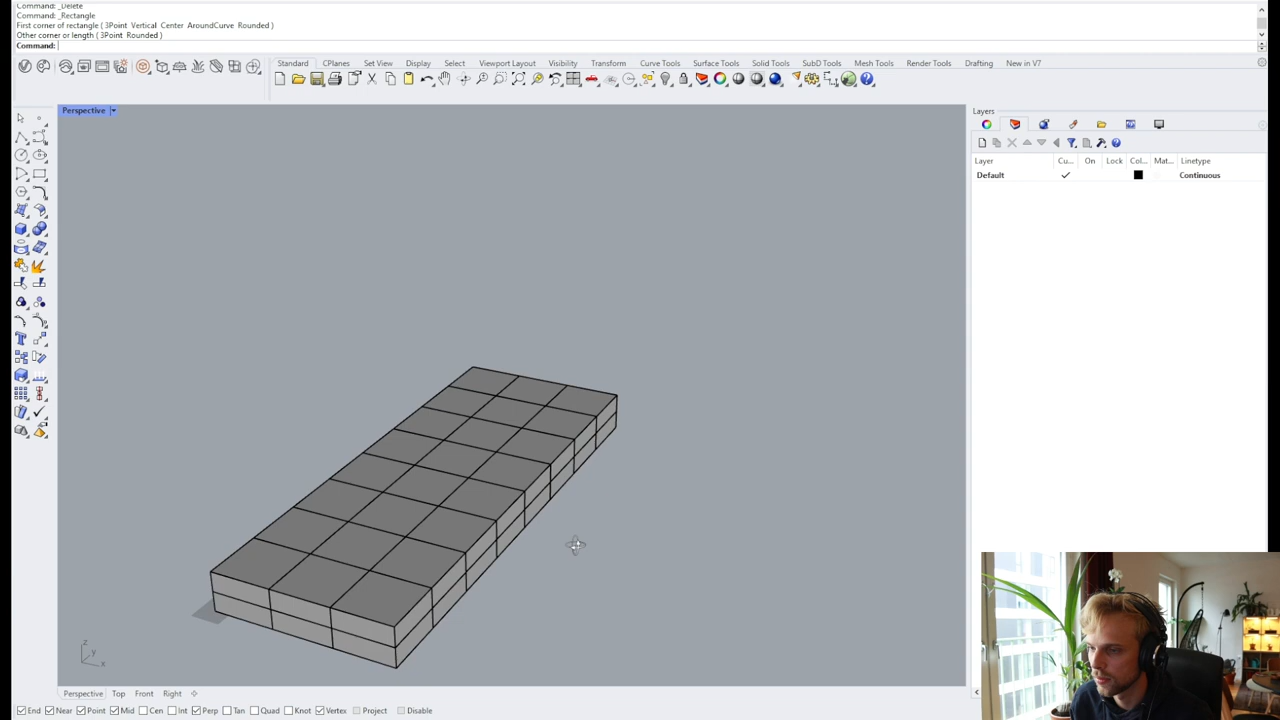 Command: _Delete
Command: _Rectangle
First corner of rectangle ( 3Point Vertical Center AroundCurve Rounded )
Other corner or length ( 3Point Rounded )
Command:
Standard CPlanes Set View Display Select Viewport Layout Visibility Transform Curve Tools Surface Tools Solid Tools SubD Tools Mesh Tools Render Tools Drafting New in V7
Perspective
Layers
Layer Cu... On Lock Col... Mat... Linetype
Default Continuous
z
y
x
Perspective Top Front Right
End Near Point Mid Cen Int Perp Tan Quad Knot Vertex Project Disable